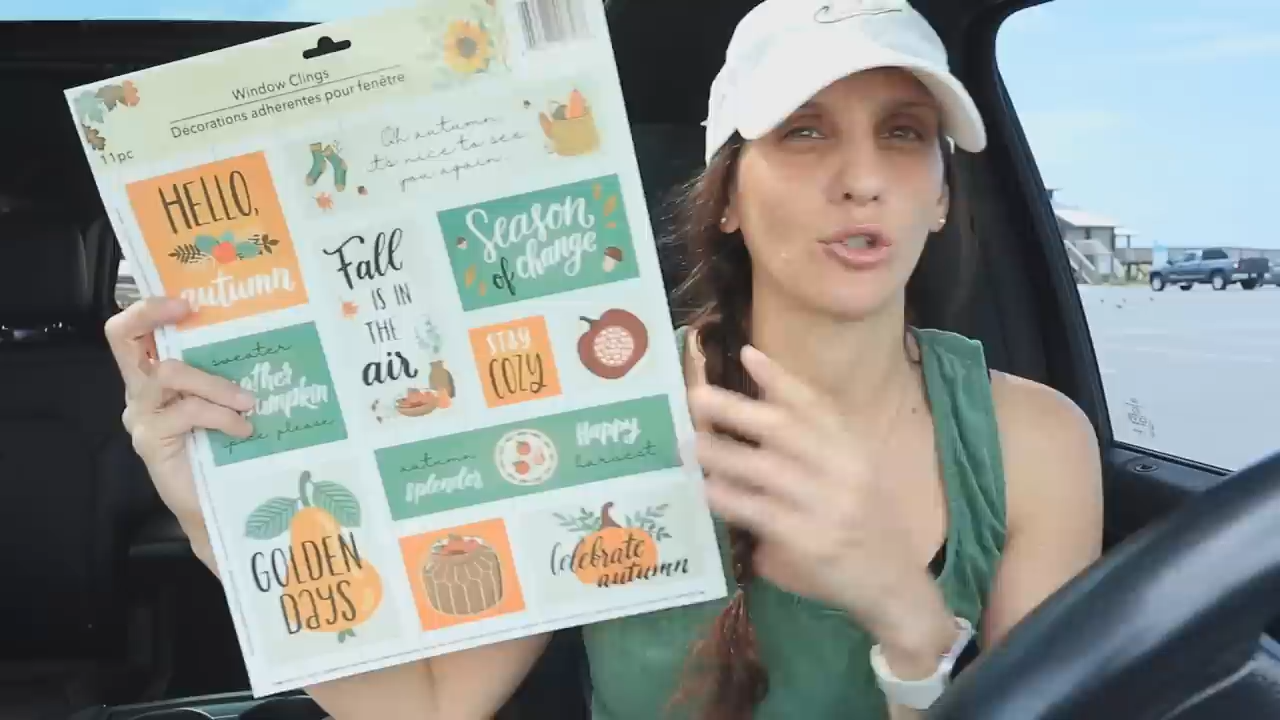 Window Clings
Décorations adhérentes pour fenêtre
11pc
HELLO,
autumn
Oh autumn,
it's nice to see
you again.
Fall
IS IN
THE
air
Season
of change
STAY
COZY
sweater
pumpkin
spice please
autumn
splendor
Happy
harvest
GOLDEN
DAYS
Celebrate
autumn